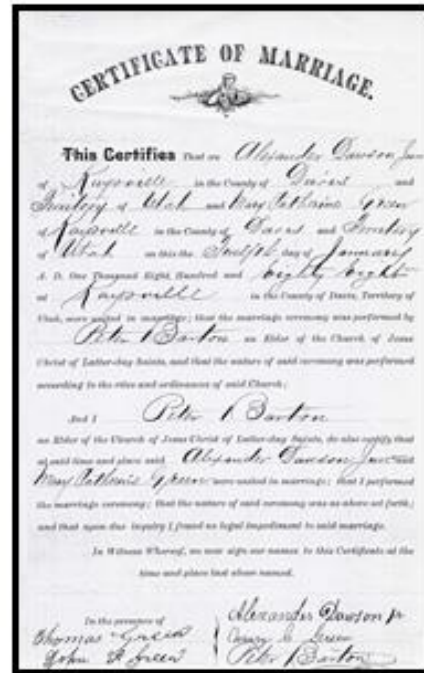 CERTIFICATE OF MARRIAGE.
This Certifies That on Alexander Dawson Jun
of Kaysville in the County of Davis and
Territory of Utah and Mary Catharine Green
of Kaysville in the County of Davis and Territory
of Utah on this the Twelfth day of January
A. D. One Thousand Eight Hundred and Eighty Eight
at Kaysville in the County of Davis, Territory of
Utah, were united in marriage; that the marriage ceremony was performed by
Peter Barton an Elder of the Church of Jesus
Christ of Latter-day Saints, and that the nature of said ceremony was performed
according to the rites and ordinances of said Church;
And I Peter Barton
an Elder of the Church of Jesus Christ of Latter-day Saints, do also certify, that
at said time and place said Alexander Dawson Jun and
Mary Catharine Green were united in marriage; that I performed
the marriage ceremony; that the nature of said ceremony was as above set forth;
and that upon due inquiry I found no legal impediment to said marriage.
In Witness Whereof, we now sign our names to this Certificate at the
time and place last above named.
In the presence of
Thomas Green
John Green
Alexander Dawson Jr
Mary C Green
Peter Barton